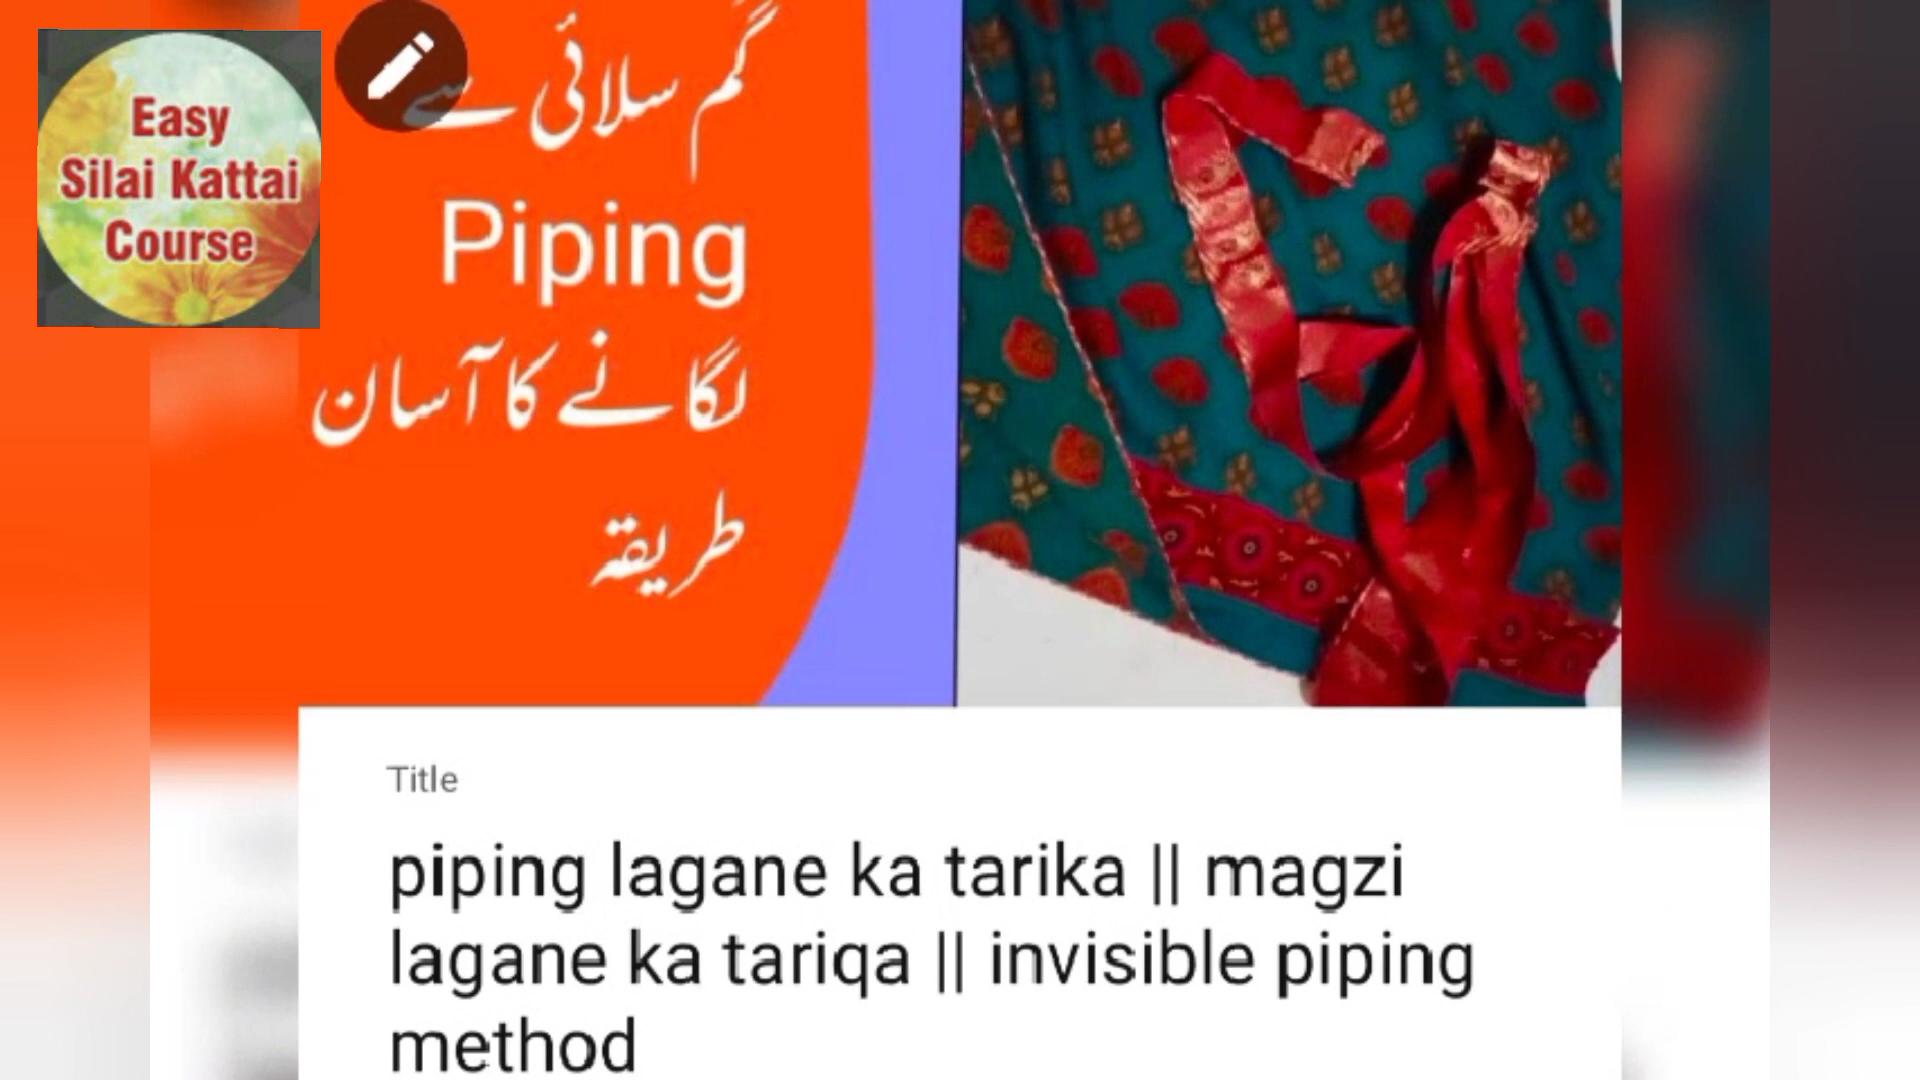 Easy
Silai Kattai
Course
گم سلائی سے
Piping
لگانے کا آسان
طریقہ
Title
piping lagane ka tarika || magzi
lagane ka tariqa || invisible piping
method